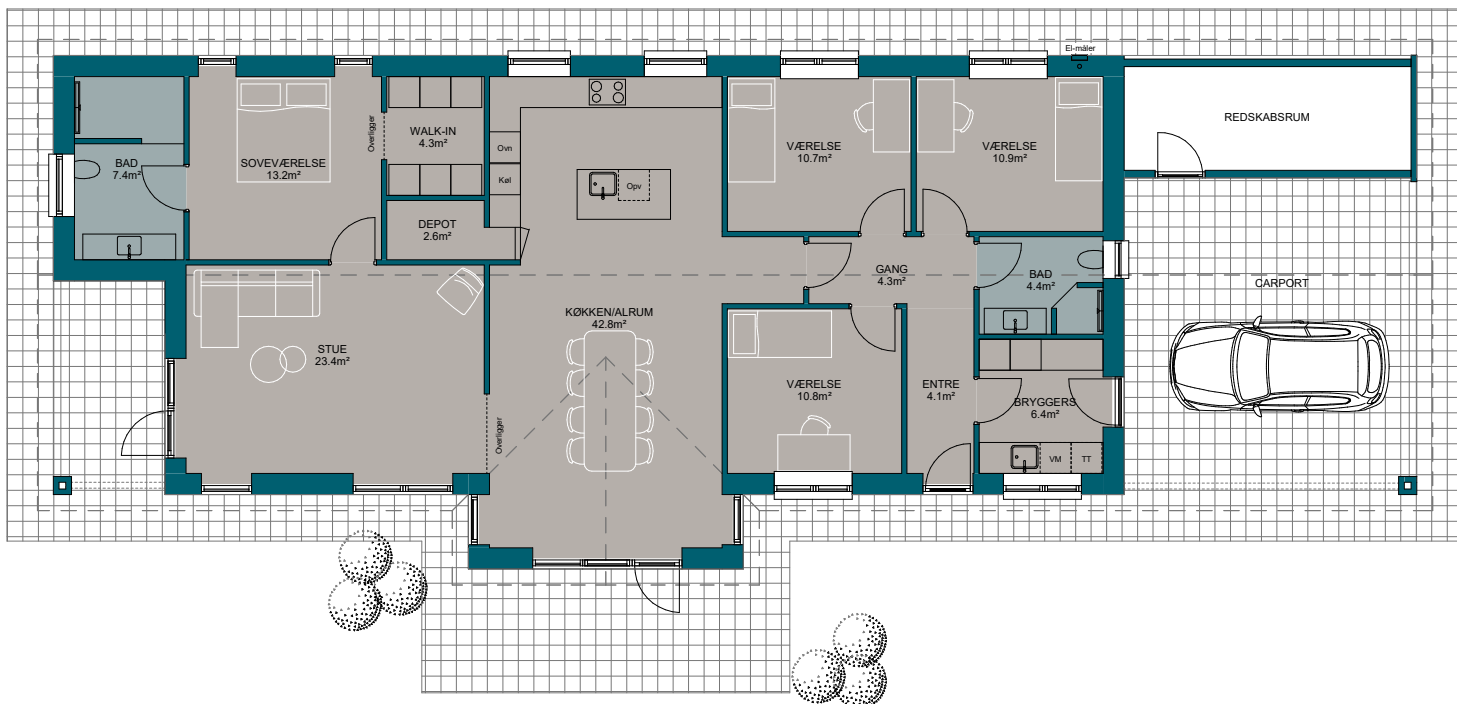 El-måler
REDSKABSRUM
Overligger
WALK-IN
4.3m²
BAD
7.4m²
SOVEVÆRELSE
13.2m²
Ovn
Køl
Opv
VÆRELSE
10.7m²
VÆRELSE
10.9m²
DEPOT
2.6m²
GANG
4.3m²
BAD
4.4m²
CARPORT
KØKKEN/ALRUM
42.8m²
STUE
23.4m²
VÆRELSE
10.8m²
ENTRE
4.1m²
BRYGGERS
6.4m²
Overligger
VM
TT